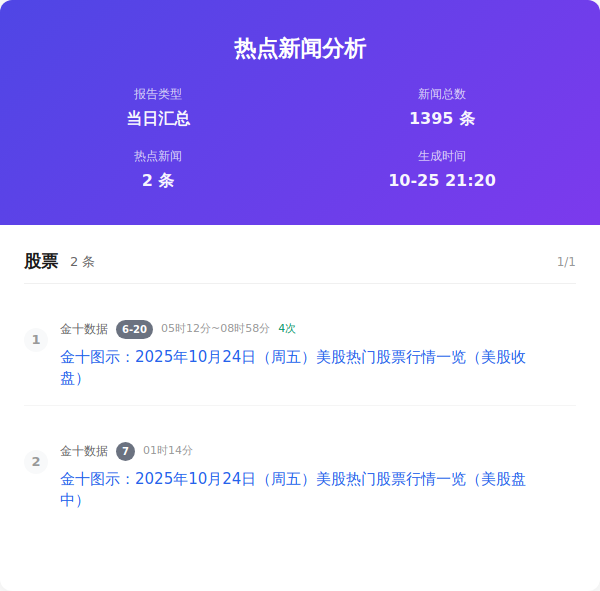 热点新闻分析
报告类型
新闻总数
当日汇总
1395 条
热点新闻
生成时间
2 条
10-25 21:20
股票 2 条 1/1
1 金十数据 6-20 05时12分~08时58分 4次
金十图示：2025年10月24日（周五）美股热门股票行情一览（美股收
盘）
2 金十数据 7 01时14分
金十图示：2025年10月24日（周五）美股热门股票行情一览（美股盘
中）